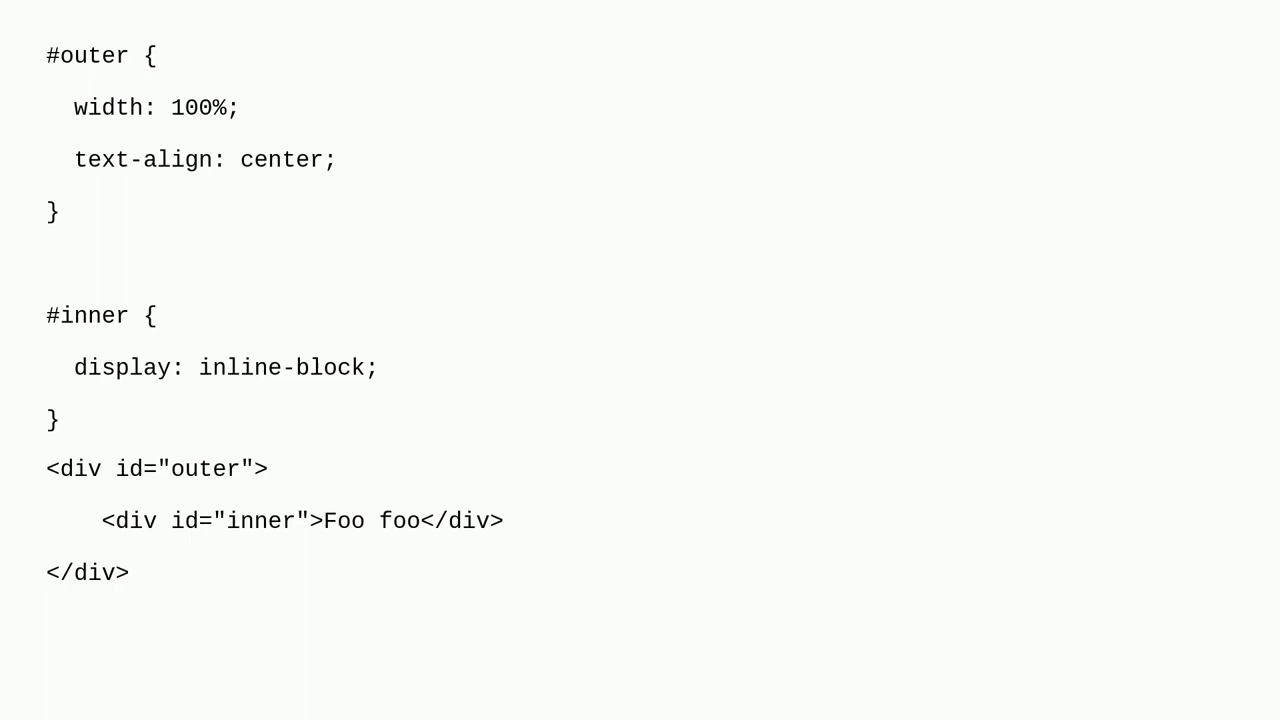 #outer {
  width: 100%;
  text-align: center;
}

#inner {
  display: inline-block;
}
<div id="outer">
    <div id="inner">Foo foo</div>
</div>